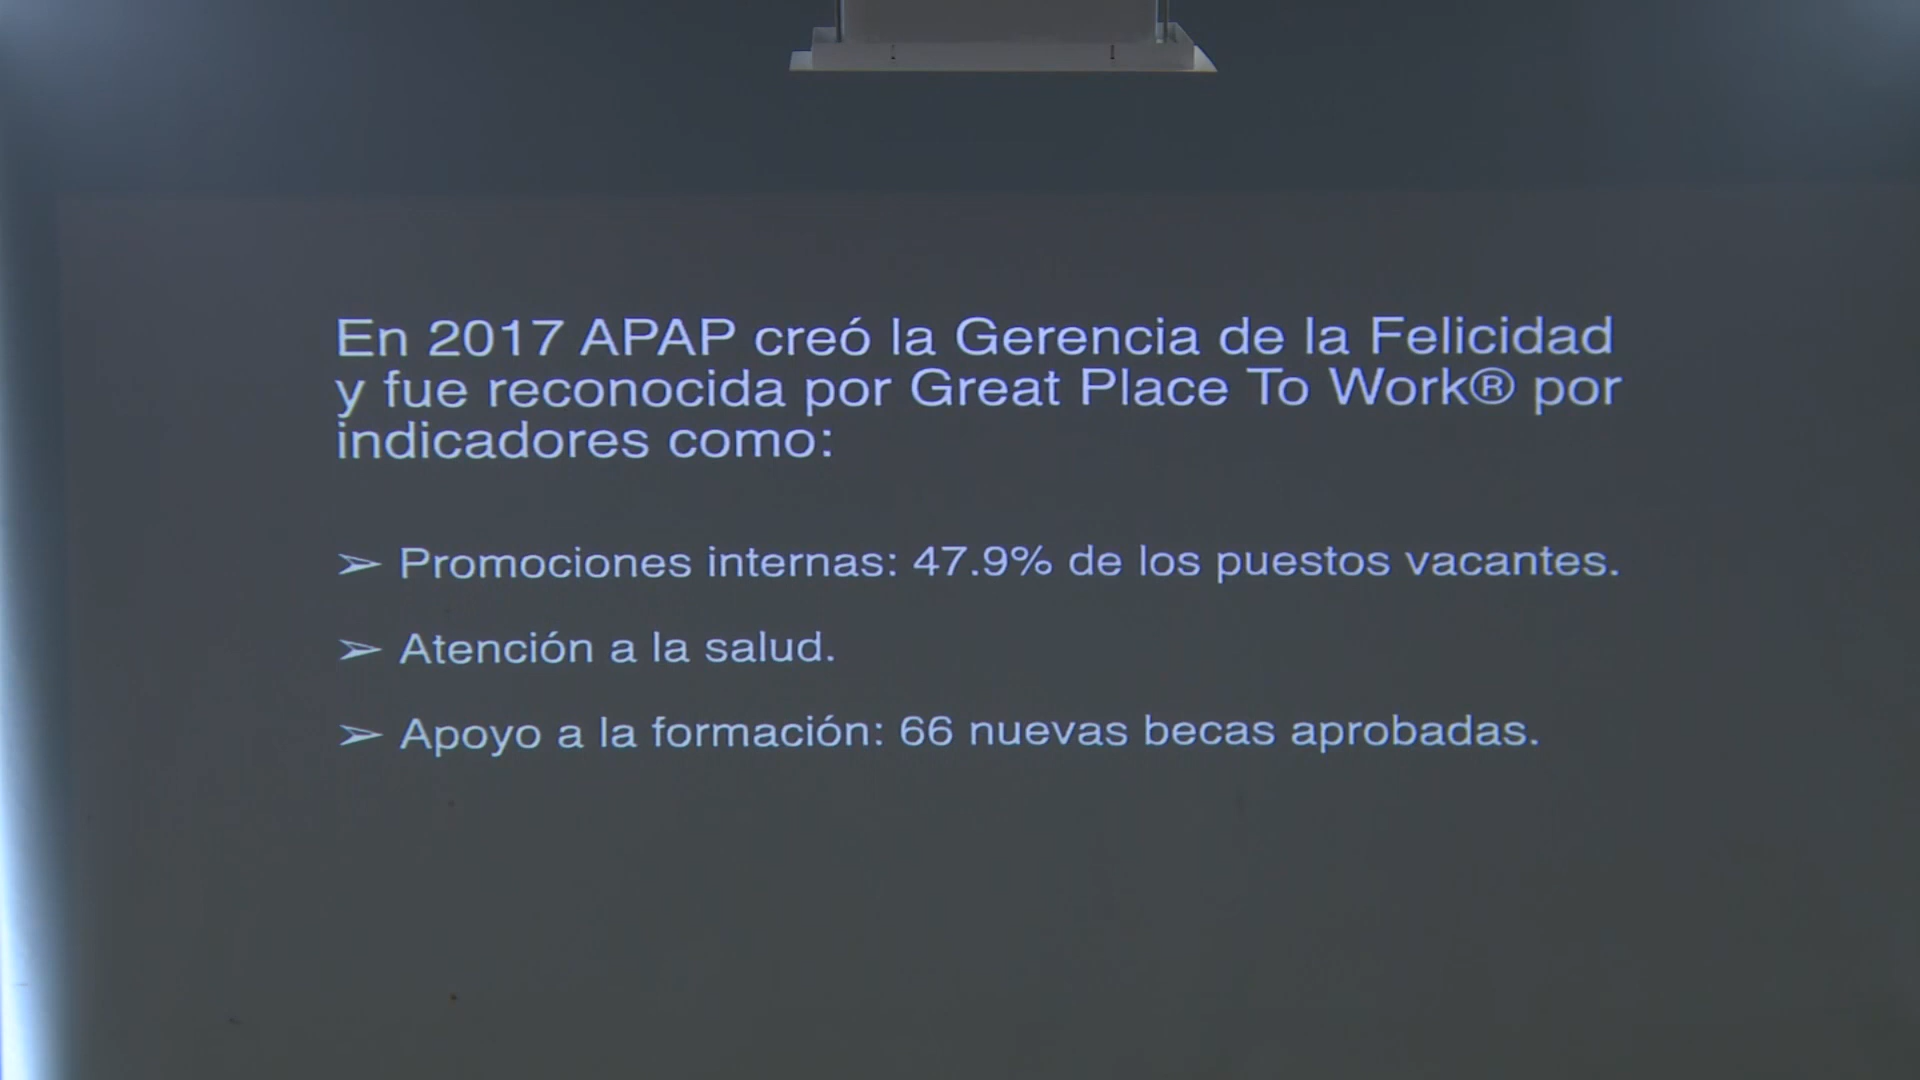 En 2017 APAP creó la Gerencia de la Felicidad
y fue reconocida por Great Place To Work® por
indicadores como:
➢ Promociones internas: 47.9% de los puestos vacantes.
➢ Atención a la salud.
➢ Apoyo a la formación: 66 nuevas becas aprobadas.